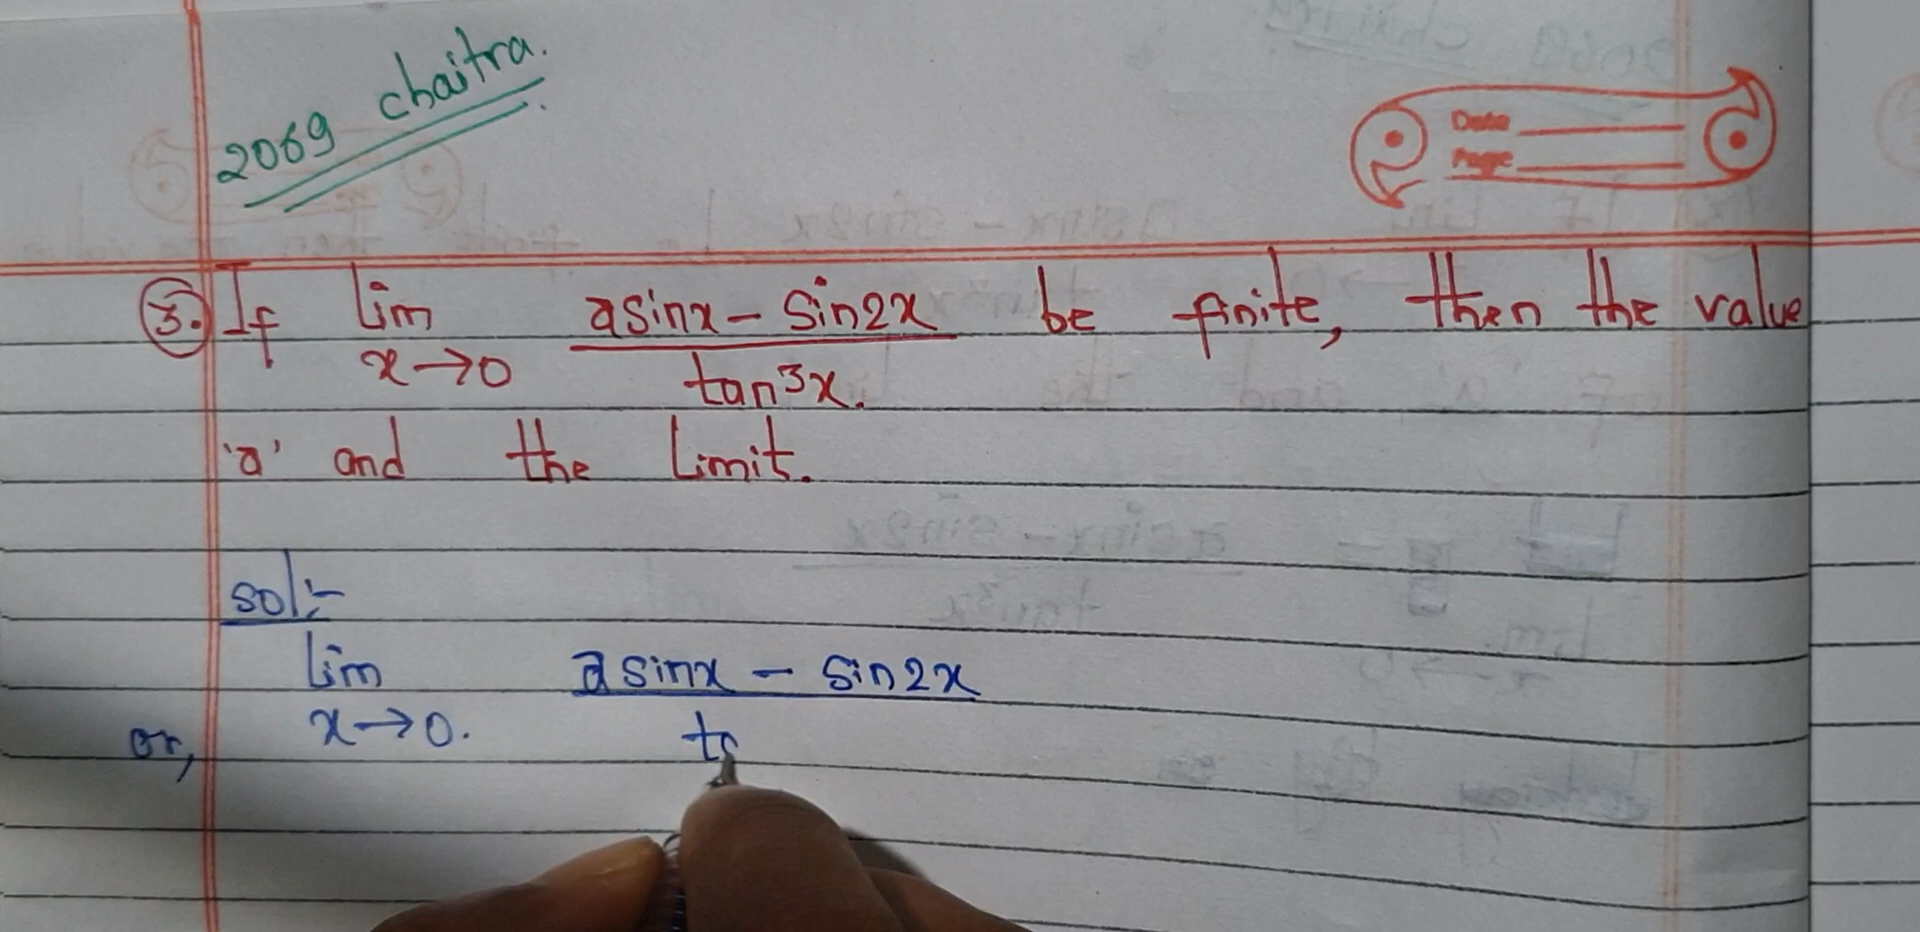 2069 chaitra.
Date
Page
3. If lim x→0 asinx - sin2x / tan³x. be finite, then the value
'a' and the Limit.
sol:-
or, lim x→0. asinx - sin2x / ta